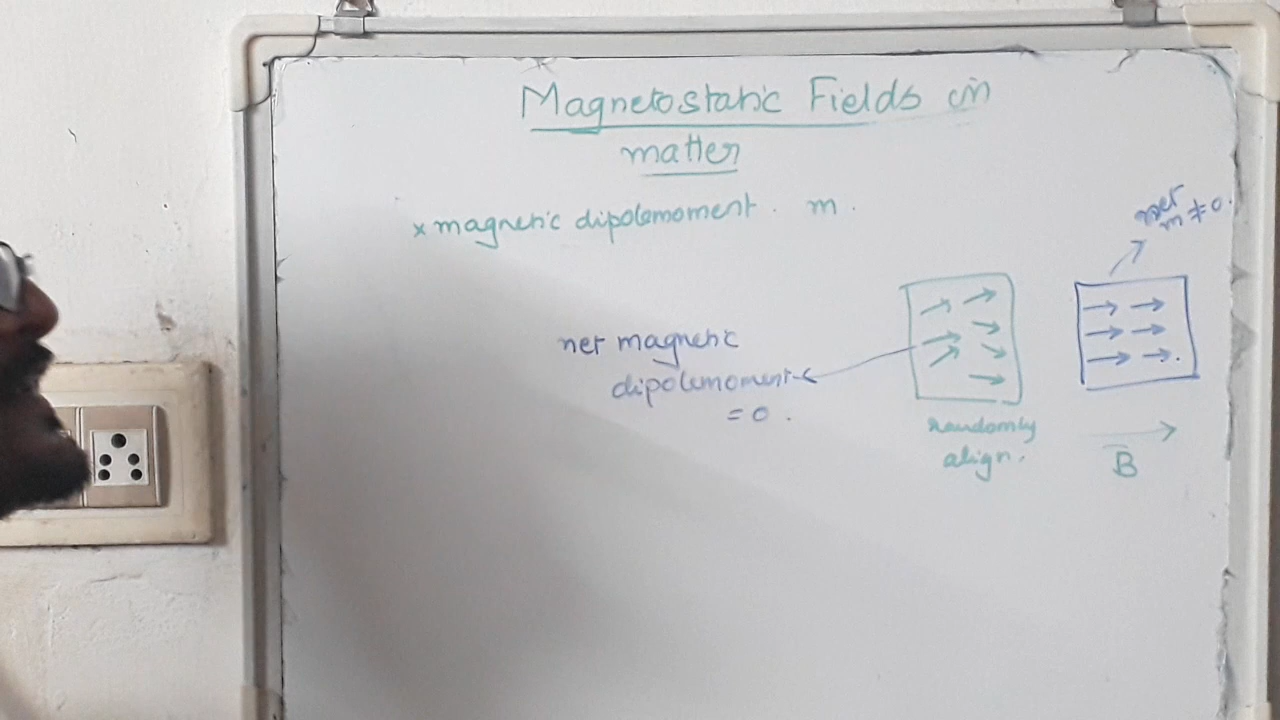 Magnetostatic Fields in
matter
x magnetic dipolemoment. m.
net
m ≠ 0.
net magnetic
dipolemoment
= 0.
randomly
align.
B